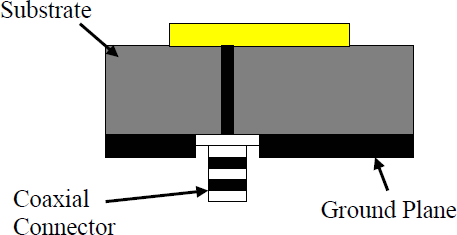 Substrate
Coaxial
Connector
Ground Plane